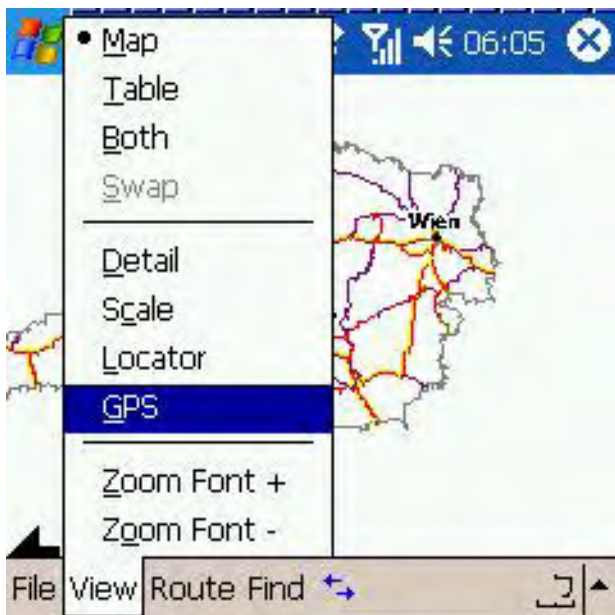 Map
06:05
Table
Both
Swap
Wien
Detail
Scale
Locator
GPS
Zoom Font +
Zoom Font -
File View Route Find